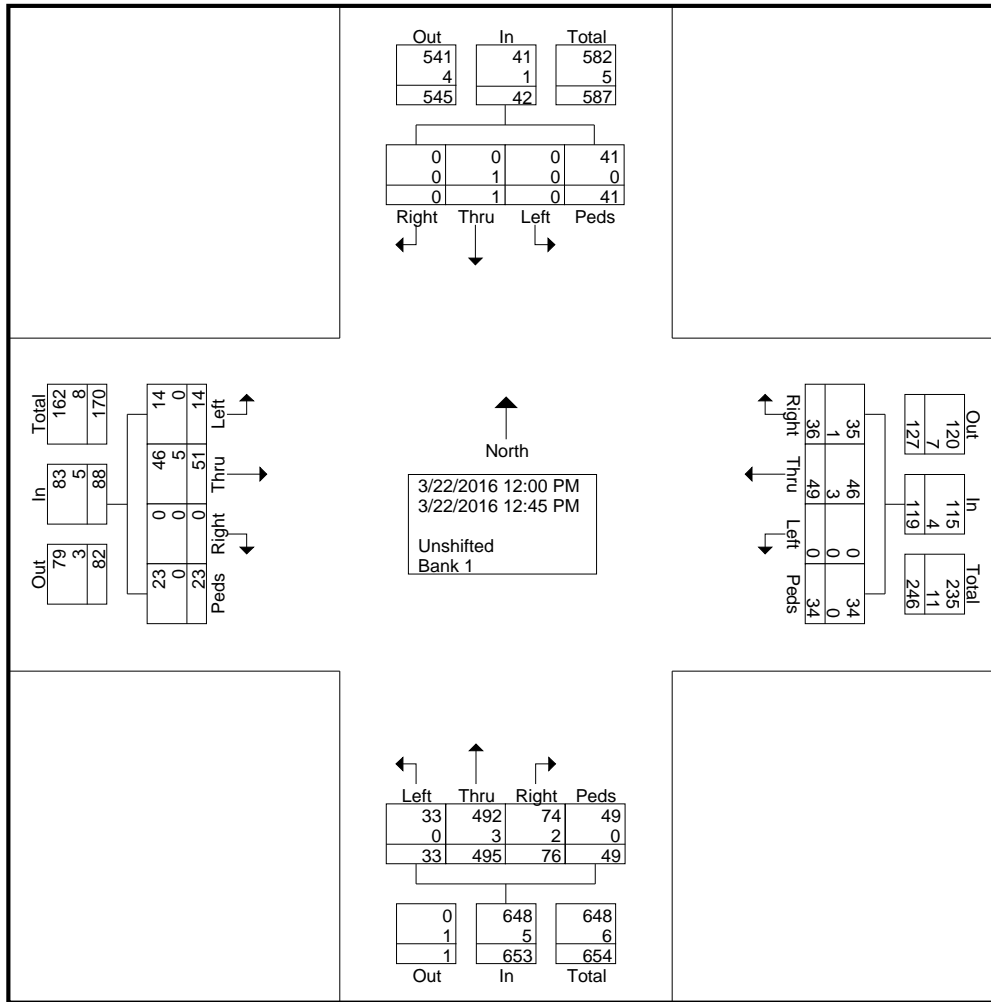 Out In Total
541 41 582
4 1 5
545 42 587
0 0 0 41
0 1 0 0
0 1 0 41
Right Thru Left Peds
Total
162
8
170
In
83
5
88
Out
79
3
82
14 0 14
46 5 51
0 0 0
23 0 23
Left
Thru
Right
Peds
North
3/22/2016 12:00 PM
3/22/2016 12:45 PM
Unshifted
Bank 1
Right
Thru
Left
Peds
35 1 36
46 3 49
0 0 0
34 0 34
Out
120
7
127
In
115
4
119
Total
235
11
246
Left Thru Right Peds
33 492 74 49
0 3 2 0
33 495 76 49
0 648 648
1 5 6
1 653 654
Out In Total